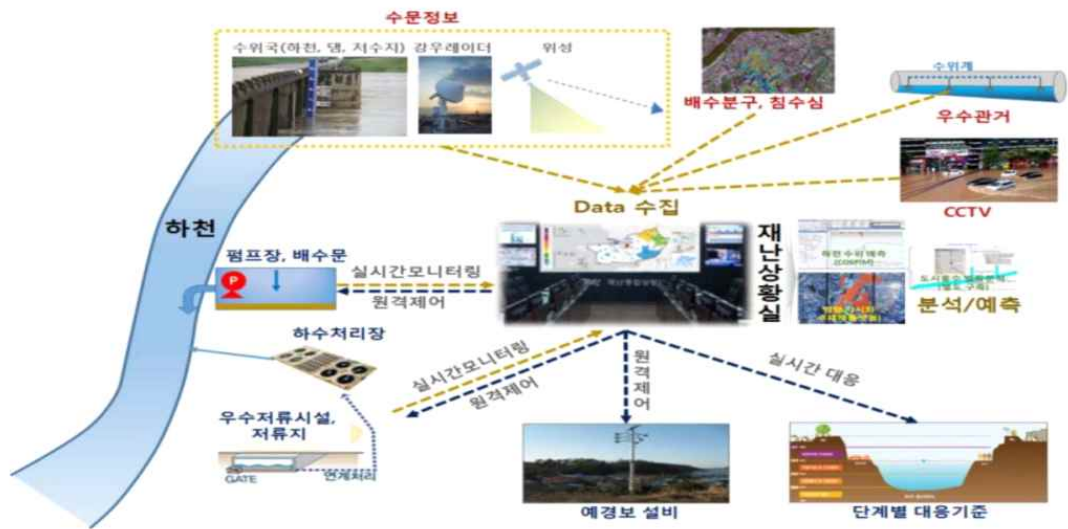 수문정보
수위국(하천, 댐, 저수지)
강우레이더
위성
배수분구, 침수심
수위계
우수관거
CCTV
Data 수집
하천
펌프장, 배수문
P
실시간모니터링
원격제어
재난상황실
하천 수위 예측
분석/예측
하수처리장
실시간모니터링
원격제어
원격제어
실시간 대응
우수저류시설,
저류지
GATE
연계처리
예경보 설비
단계별 대응기준